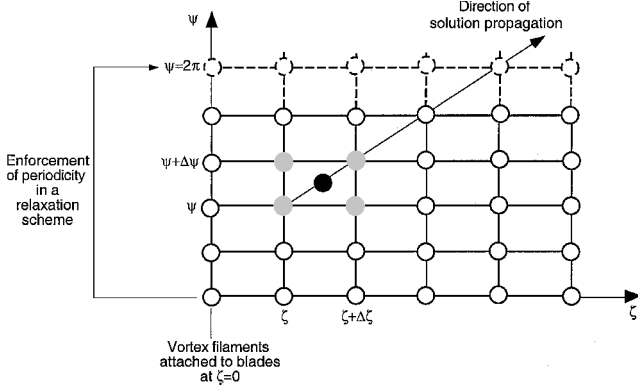 ψ
Direction of
solution propagation
ψ=2π
Enforcement
of periodicity
in a
relaxation
scheme
ψ+Δψ
ψ
ζ
ζ+Δζ
ζ
Vortex filaments
attached to blades
at ζ=0